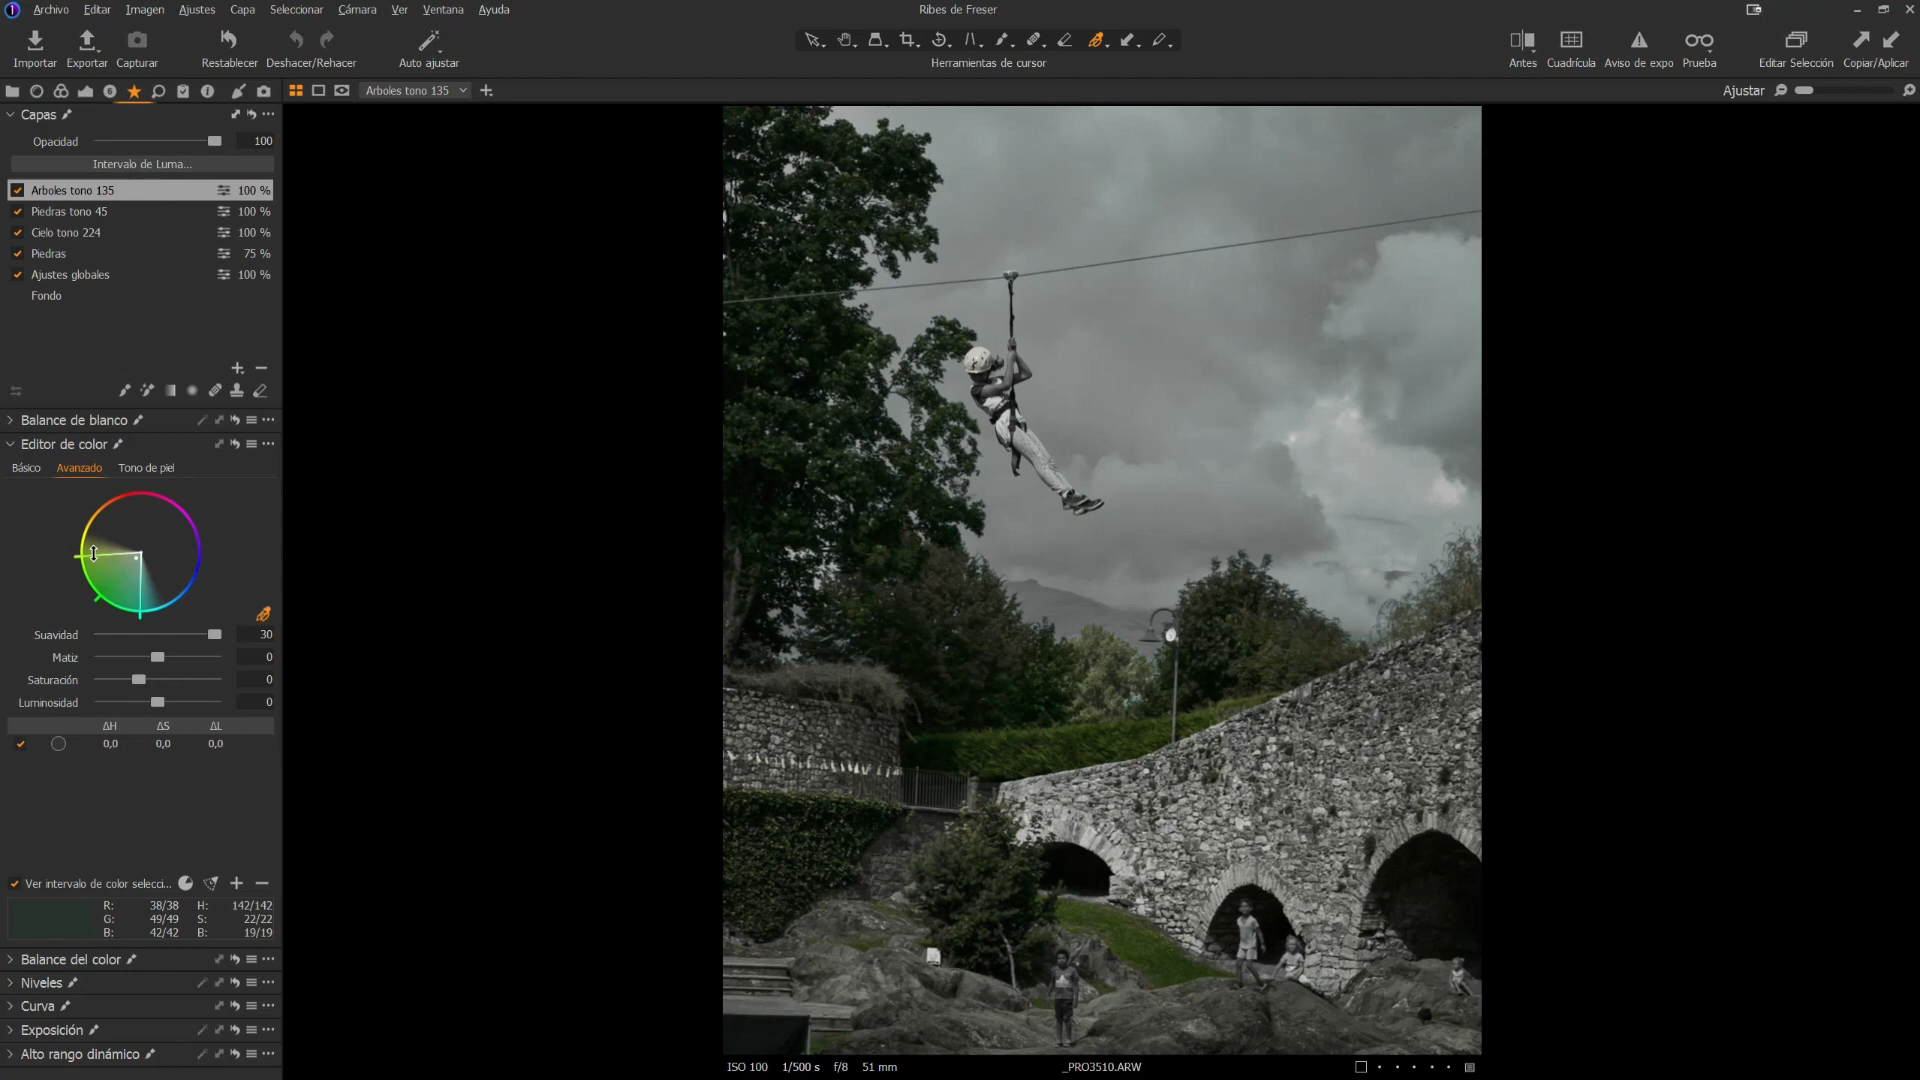 Archivo Editar Imagen Ajustes Capa Seleccionar Cámara Ver Ventana Ayuda
Ribes de Freser
Importar Exportar Capturar Restablecer Deshacer/Rehacer Auto ajustar
Herramientas de cursor
Antes Cuadrícula Aviso de expo Prueba Editar Selección Copiar/Aplicar
Arboles tono 135
Ajustar
Capas
Opacidad 100
Intervalo de Luma...
Arboles tono 135 100 %
Piedras tono 45 100 %
Cielo tono 224 100 %
Piedras 75 %
Ajustes globales 100 %
Fondo
Balance de blanco
Editor de color
Básico Avanzado Tono de piel
Suavidad 30
Matiz 0
Saturación 0
Luminosidad 0
ΔH ΔS ΔL
0,0 0,0 0,0
Ver intervalo de color selecci...
R: 38/38 H: 142/142
G: 49/49 S: 22/22
B: 42/42 B: 19/19
Balance del color
Niveles
Curva
Exposición
Alto rango dinámico
ISO 100 1/500 s f/8 51 mm
_PRO3510.ARW